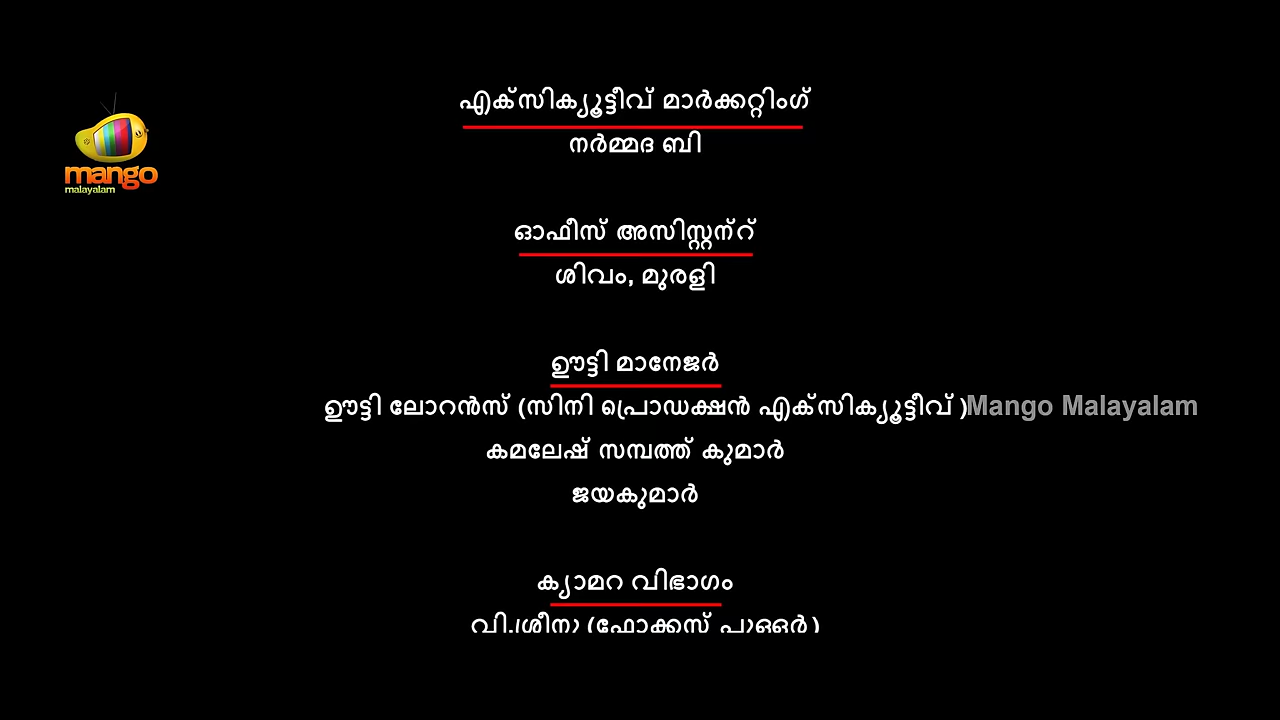 എക്സിക്യൂട്ടീവ് മാർക്കറ്റിംഗ്
mango
malayalam
നർമ്മദ ബി
ഓഫീസ് അസിസ്റ്റന്റ്
ശിവം, മുരളി
ഊട്ടി മാനേജർ
ഊട്ടി ലോറൻസ് (സിനി പ്രൊഡക്ഷൻ എക്സിക്യൂട്ടീവ് )
Mango Malayalam
കമലേഷ് സമ്പത്ത് കുമാർ
ജയകുമാർ
ക്യാമറ വിഭാഗം
(ഫോക്കസ്